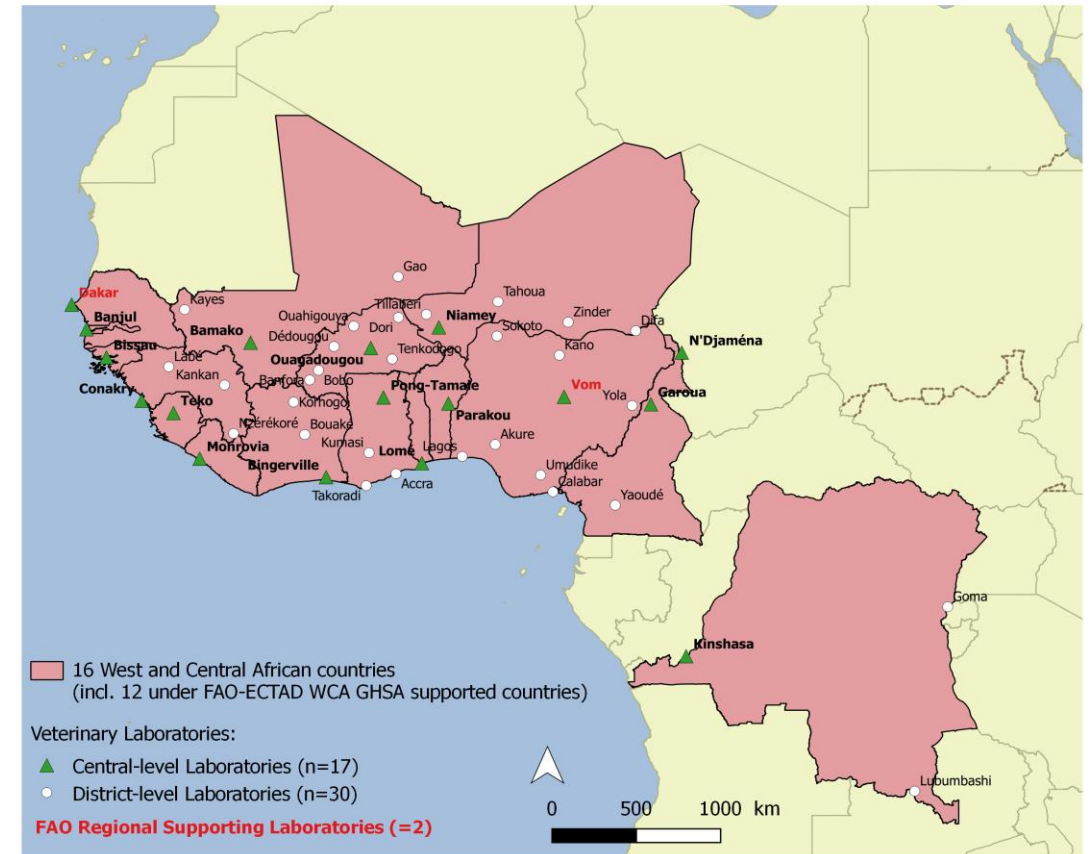 Gao
Dakar
Kayes
Tillaberi
Tahoua
Banjul
Ouahigouya
Niamey
Zinder
Difa
Bamako
Dori
Sokoto
Dédougou
N'Djaména
Bissau
Labé
Ouagadougou
Tenkodogo
Kano
Kankan
Banfora
Bobo
Pong-Tamale
Vom
Garoua
Conakry
Teko
Korhogo
Parakou
Yola
Nzérékoré
Bouaké
Akure
Monrovia
Kumasi
Lomé
Lagos
Bingerville
Umudike
Takoradi
Accra
Calabar
Yaoudé
Goma
Kinshasa
Lubumbashi
16 West and Central African countries
(incl. 12 under FAO-ECTAD WCA GHSA supported countries)
Veterinary Laboratories:
Central-level Laboratories (n=17)
District-level Laboratories (n=30)
FAO Regional Supporting Laboratories (=2)
0 500 1000 km